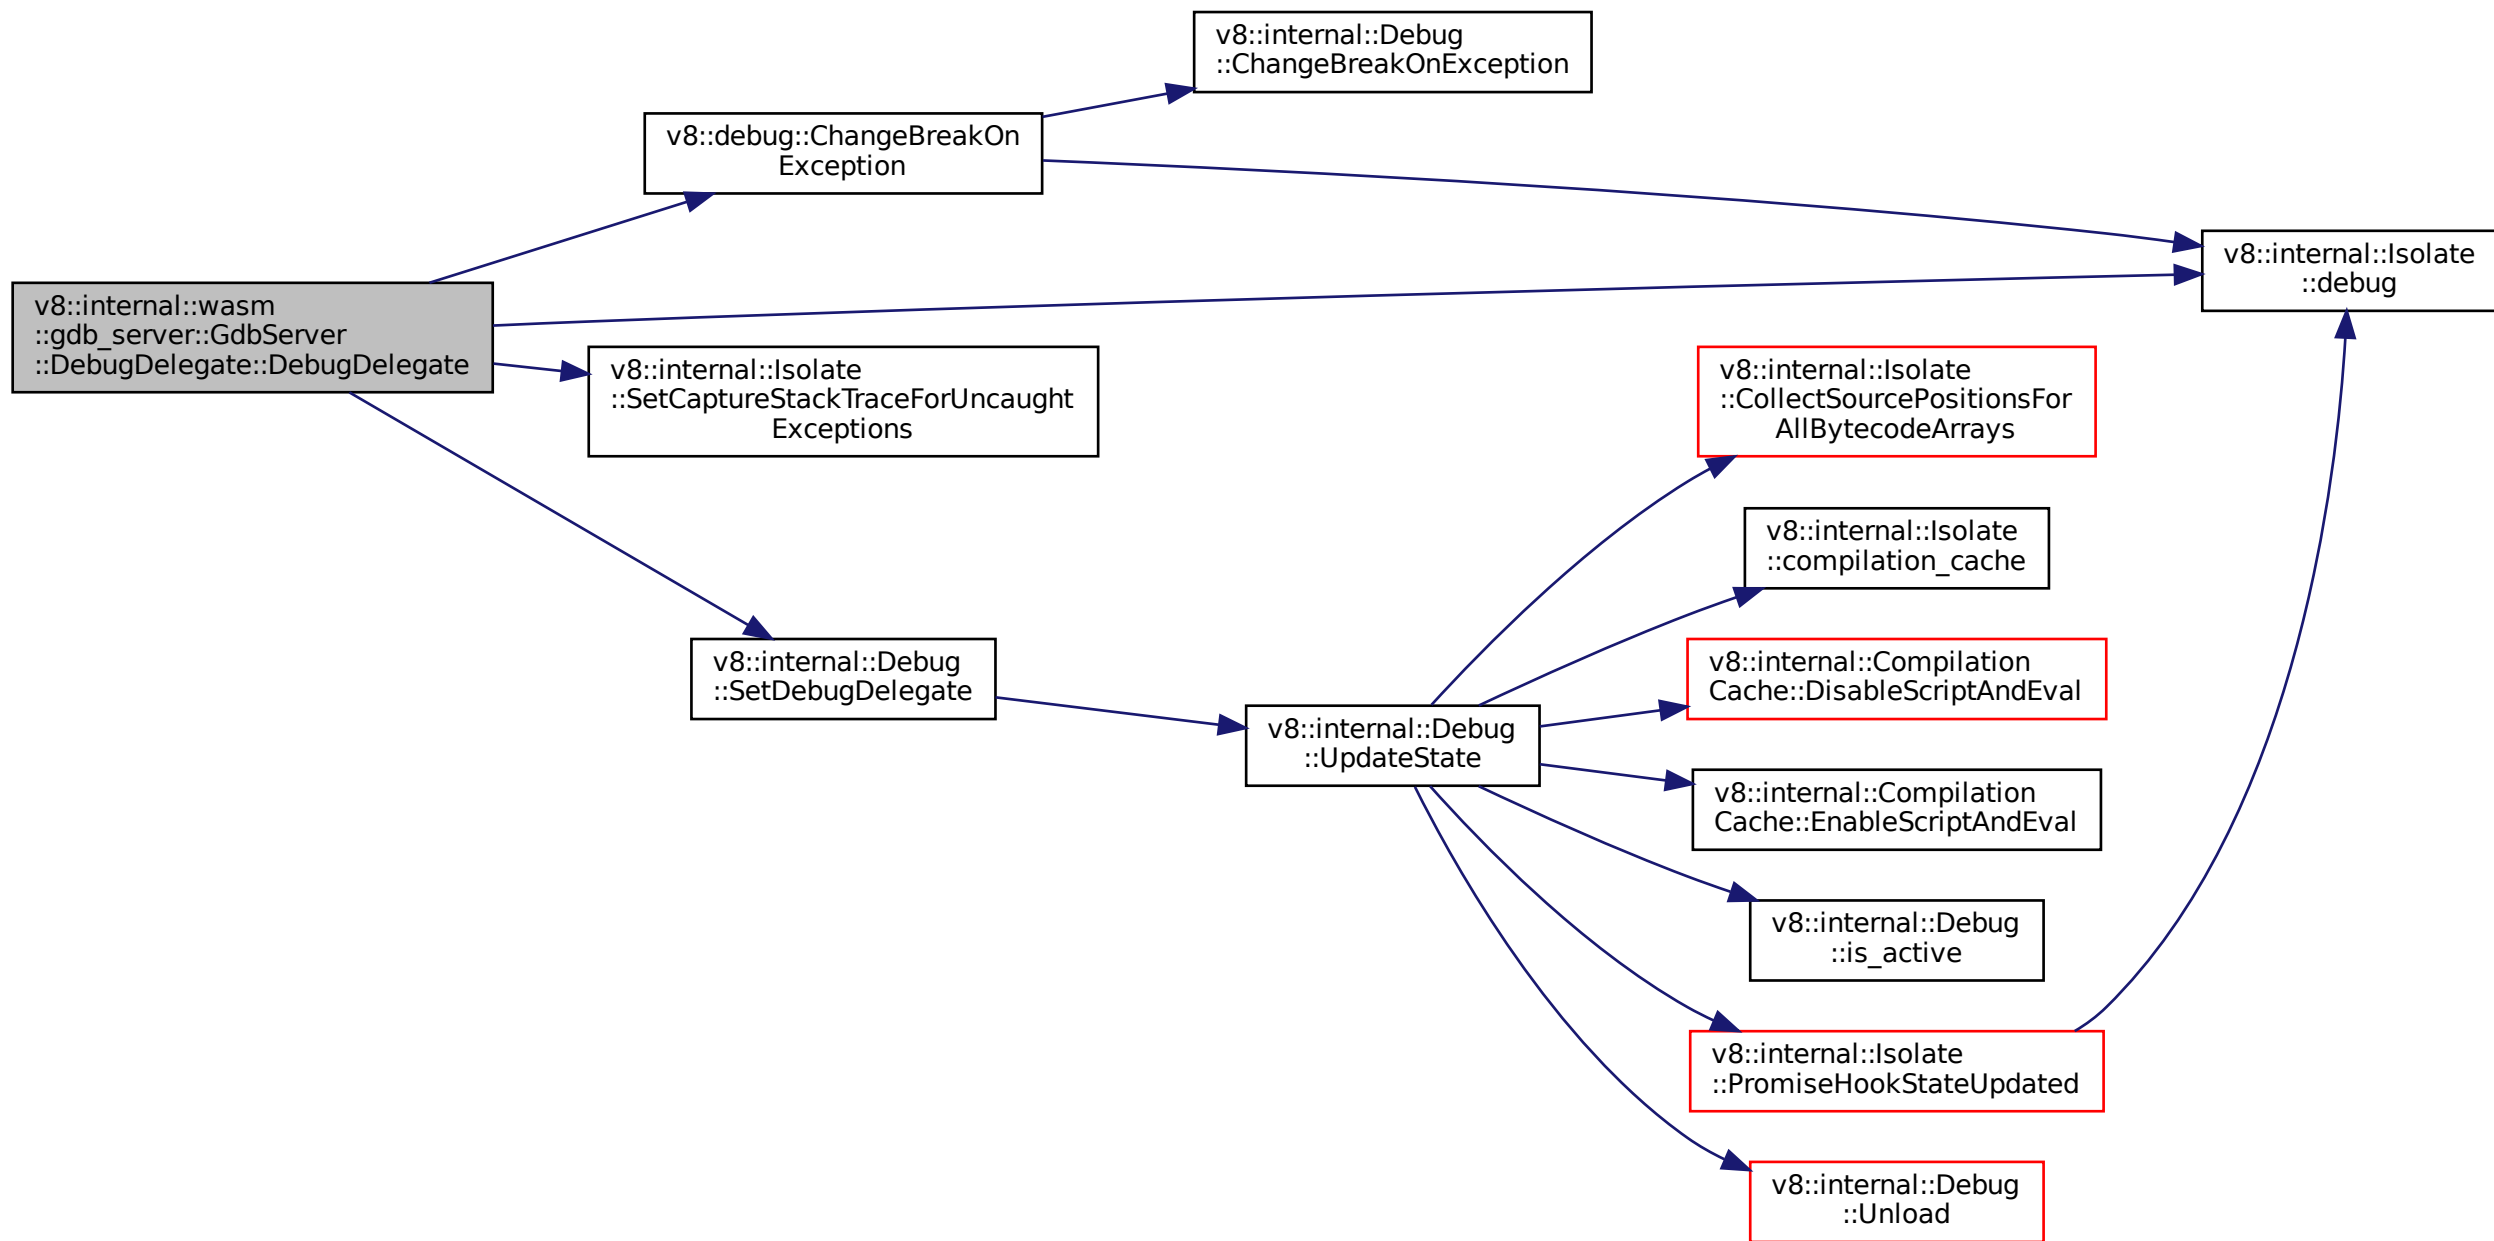 v8::internal::Debug
::ChangeBreakOnException
v8::debug::ChangeBreakOn
Exception
v8::internal::Isolate
::debug
v8::internal::wasm
::gdb_server::GdbServer
::DebugDelegate::DebugDelegate
v8::internal::Isolate
::SetCaptureStackTraceForUncaught
Exceptions
v8::internal::Isolate
::CollectSourcePositionsFor
AllBytecodeArrays
v8::internal::Isolate
::compilation_cache
v8::internal::Debug
::SetDebugDelegate
v8::internal::Compilation
Cache::DisableScriptAndEval
v8::internal::Debug
::UpdateState
v8::internal::Compilation
Cache::EnableScriptAndEval
v8::internal::Debug
::is_active
v8::internal::Isolate
::PromiseHookStateUpdated
v8::internal::Debug
::Unload